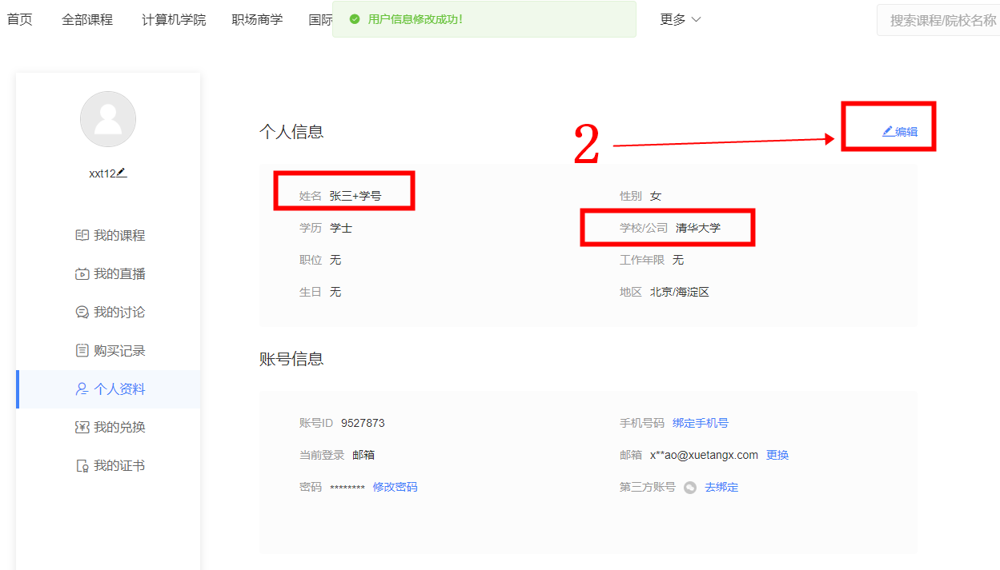 首页 全部课程 计算机学院 职场商学 国际 用户信息修改成功！ 更多 搜索课程/院校名称
xxt12
我的课程
我的直播
我的讨论
购买记录
个人资料
我的兑换
我的证书
个人信息
2
编辑
姓名 张三+学号 性别 女
学历 学士 学校/公司 清华大学
职位 无 工作年限 无
生日 无 地区 北京/海淀区
账号信息
账号ID 9527873 手机号码 绑定手机号
当前登录 邮箱 邮箱 x**ao@xuetangx.com 更换
密码 ******** 修改密码 第三方账号 去绑定